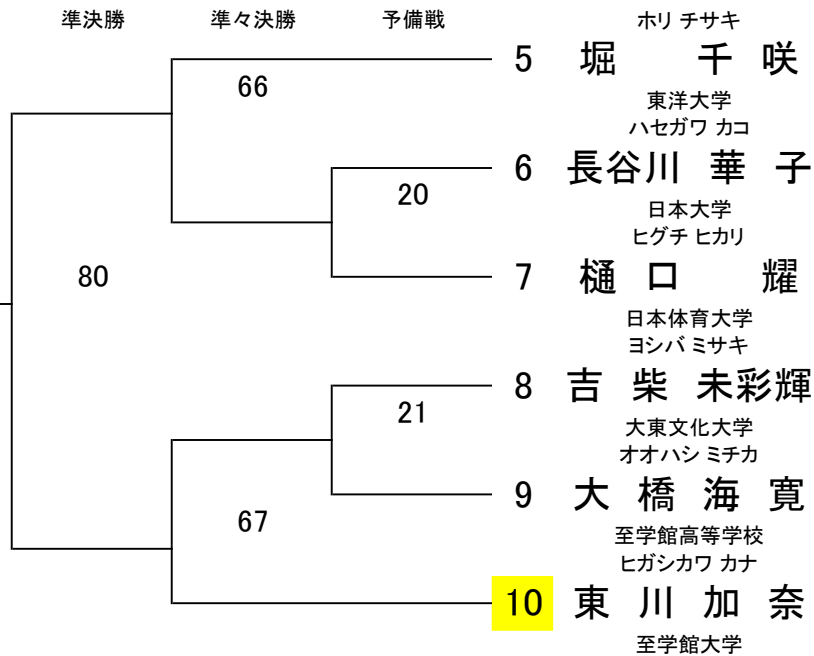 準決勝 準々決勝 予備戦 ホリ チサキ
5 堀 千 咲
66
東洋大学
ハセガワ カコ
6 長谷川 華 子
20
日本大学
ヒグチ ヒカリ
80
7 樋 口 耀
日本体育大学
ヨシバ ミサキ
8 吉 柴 未彩輝
21
大東文化大学
オオハシ ミチカ
9 大 橋 海 寛
67
至学館高等学校
ヒガシカワ カナ
10 東 川 加 奈
至学館大学